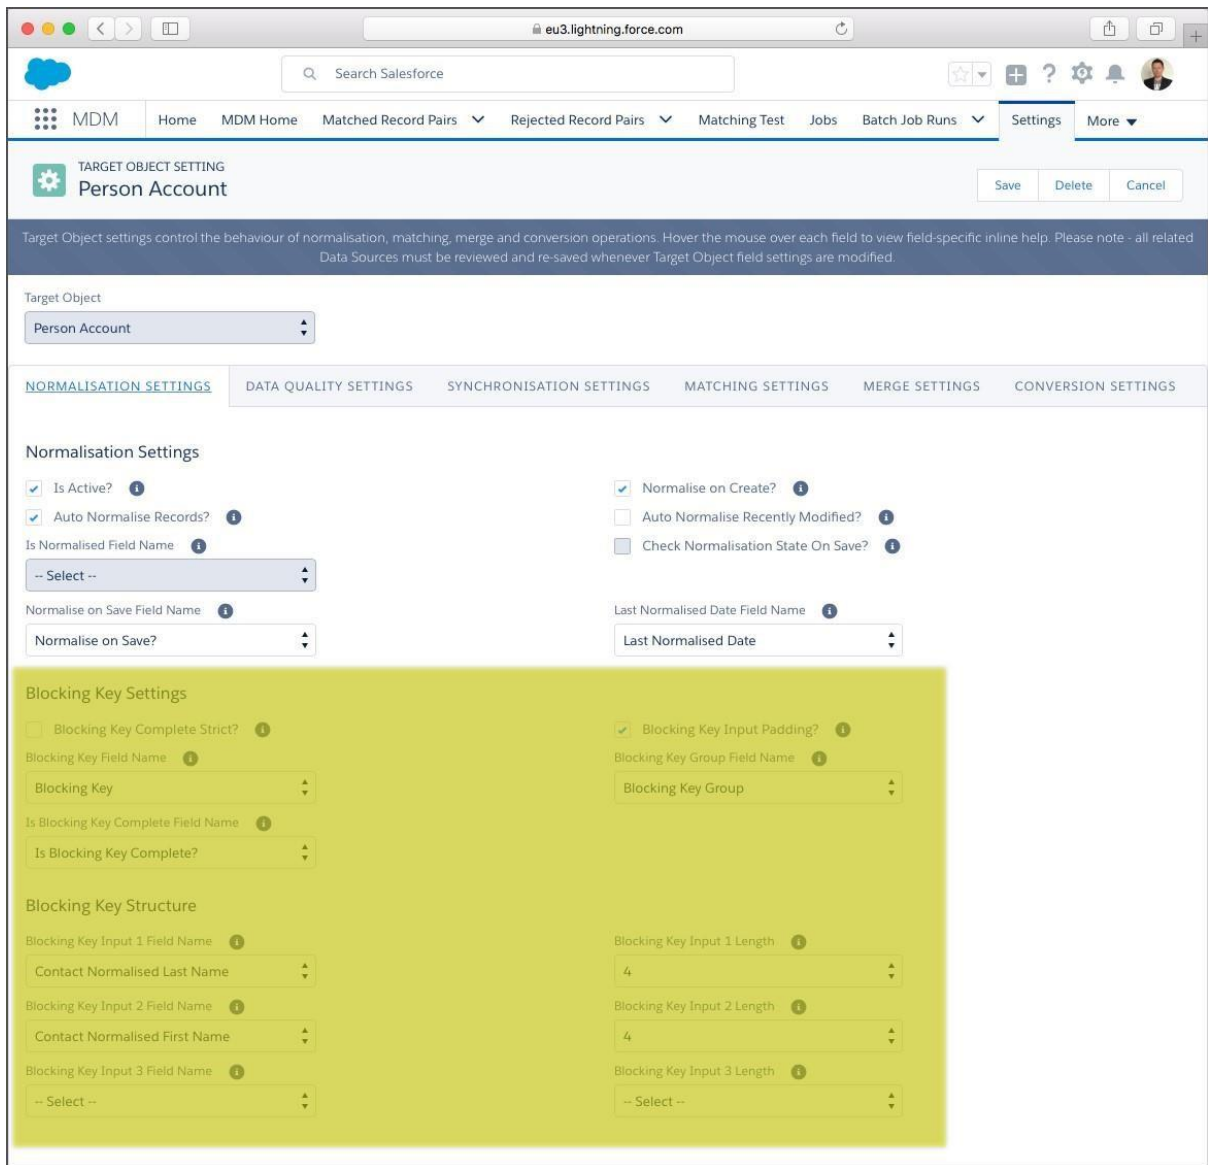 eu3.lightning.force.com
Search Salesforce
MDM Home MDM Home Matched Record Pairs Rejected Record Pairs Matching Test Jobs Batch Job Runs Settings More
TARGET OBJECT SETTING
Person Account
Save Delete Cancel
Target Object settings control the behaviour of normalisation, matching, merge and conversion operations. Hover the mouse over each field to view field-specific inline help. Please note - all related
Data Sources must be reviewed and re-saved whenever Target Object field settings are modified.
Target Object
Person Account
NORMALISATION SETTINGS DATA QUALITY SETTINGS SYNCHRONISATION SETTINGS MATCHING SETTINGS MERGE SETTINGS CONVERSION SETTINGS
Normalisation Settings
Is Active? Normalise on Create?
Auto Normalise Records? Auto Normalise Recently Modified?
Is Normalised Field Name Check Normalisation State On Save?
-- Select --
Normalise on Save Field Name Last Normalised Date Field Name
Normalise on Save? Last Normalised Date
Blocking Key Settings
Blocking Key Complete Strict? Blocking Key Input Padding?
Blocking Key Field Name Blocking Key Group Field Name
Blocking Key Blocking Key Group
Is Blocking Key Complete Field Name
Is Blocking Key Complete?
Blocking Key Structure
Blocking Key Input 1 Field Name Blocking Key Input 1 Length
Contact Normalised Last Name 4
Blocking Key Input 2 Field Name Blocking Key Input 2 Length
Contact Normalised First Name 4
Blocking Key Input 3 Field Name Blocking Key Input 3 Length
-- Select -- -- Select --